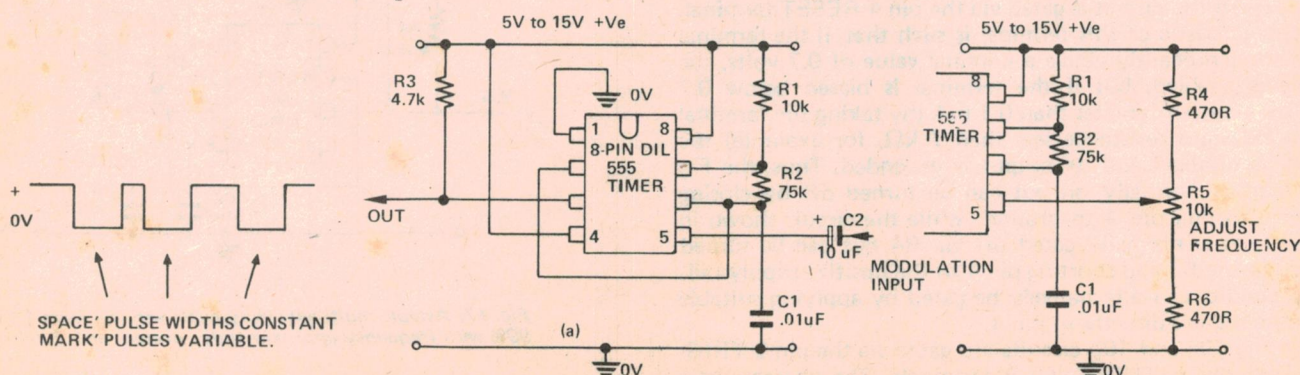 5V to 15V +Ve
R3
4.7k
0V
R1
10k
1
8
8-PIN DIL
555
TIMER
R2
75k
+
0V
OUT
4
5
+
C2
10 uF
MODULATION
INPUT
C1
.01uF
SPACE' PULSE WIDTHS CONSTANT
MARK' PULSES VARIABLE.
(a)
0V
5V to 15V +Ve
8
555
TIMER
R1
10k
R2
75k
R4
470R
5
R5
10k
ADJUST
FREQUENCY
C1
.01uF
R6
470R
0V